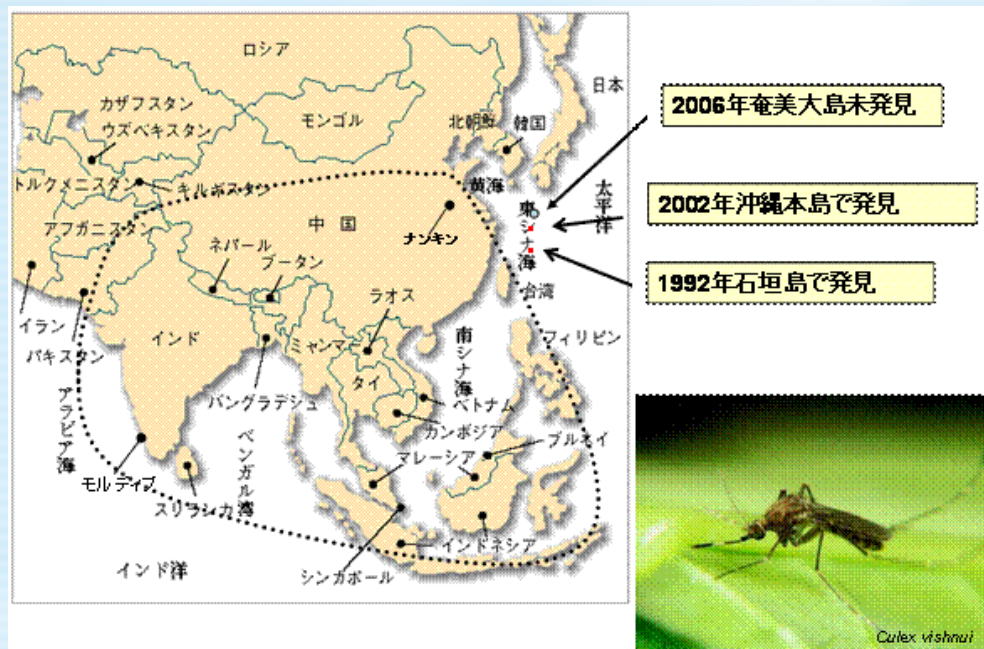 ロシア
日本
カザフスタン
ウズベキスタン
モンゴル
北朝鮮
韓国
トルクメニスタン
キルギスタン
黄海
太平洋
アフガニスタン
中国
ナンキン
東シナ海
ネパール
ブータン
台湾
イラン
パキスタン
インド
ミャンマー
ラオス
南シナ海
フィリピン
タイ
アラビア海
バングラデシュ
ベトナム
ベンガル湾
カンボジア
ブルネイ
マレーシア
モルディブ
スリランカ
インドネシア
インド洋
シンガポール
2006年奄美大島未発見
2002年沖縄本島で発見
1992年石垣島で発見
Culex vishnui